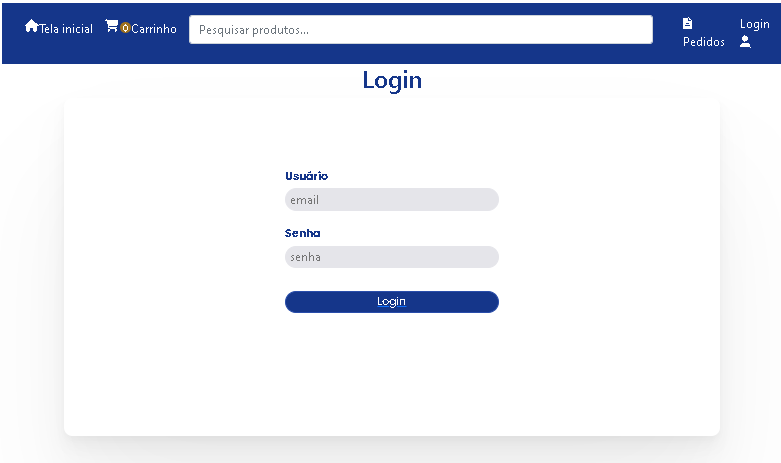 Tela inicial 0 Carrinho Pesquisar produtos... Login
Pedidos
Login
Usuário
email
Senha
senha
Login